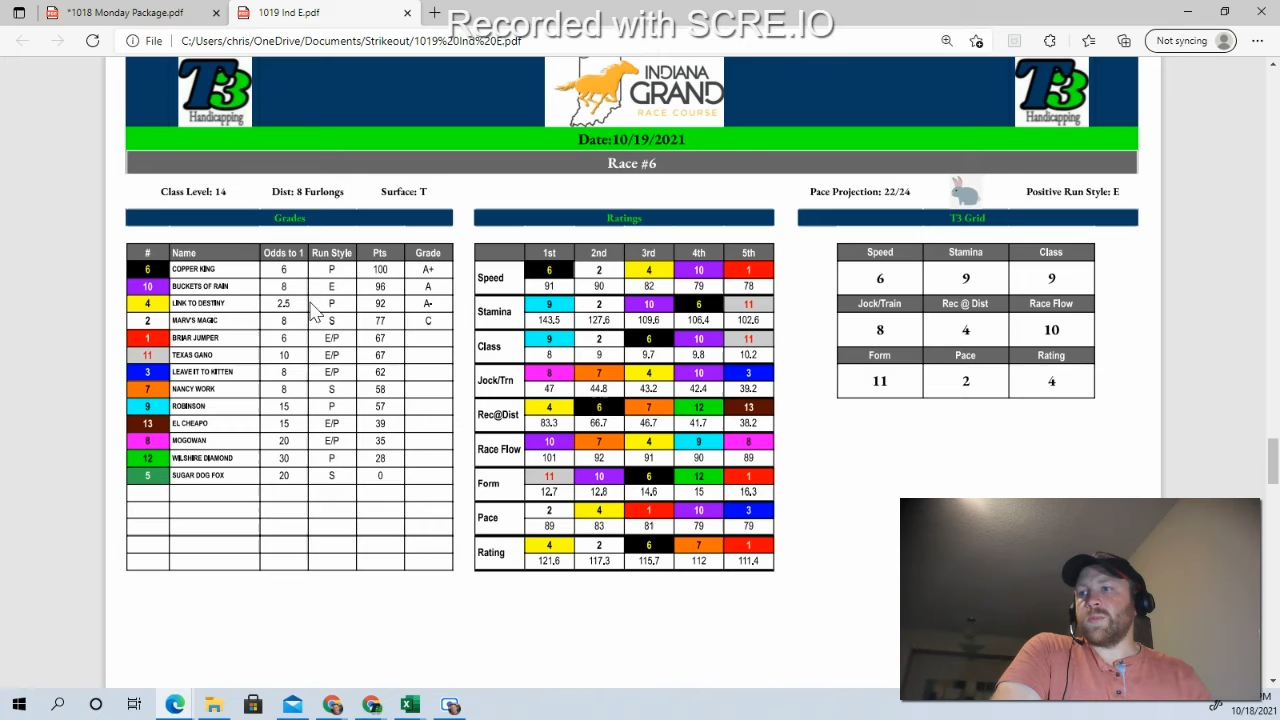 *1018 Monday Package.pdf
1019 Ind E.pdf
Recorded with SCRE.IO
File
C:/Users/chris/OneDrive/Documents/Strikeout/1019%20Ind%20E.pdf
Not syncing
T3
Handicapping
INDIANA
GRAND
RACE COURSE
T3
Handicapping
Date:10/19/2021
Race #6
Class Level: 14 Dist: 8 Furlongs Surface: T Pace Projection: 22/24 Positive Run Style: E
Grades Ratings T3 Grid
# Name Odds to 1 Run Style Pts Grade
6 COPPER KING 6 P 100 A+
10 BUCKETS OF RAIN 8 E 96 A
4 LINK TO DESTINY 2.5 P 92 A-
2 MARV'S MAGIC 8 S 77 C
1 BRIAR JUMPER 6 E/P 67
11 TEXAS GANO 10 E/P 67
3 LEAVE IT TO KITTEN 8 E/P 62
7 NANCY WORK 8 S 58
9 ROBINSON 15 P 57
13 EL CHEAPO 15 E/P 39
8 MOGOWAN 20 E/P 35
12 WILSHIRE DIAMOND 30 P 28
5 SUGAR DOG FOX 20 S 0
1st 2nd 3rd 4th 5th
Speed 6 2 4 10 1
91 90 82 79 78
Stamina 9 2 10 6 11
143.5 127.6 109.6 106.4 102.6
Class 9 2 6 10 11
8 9 9.7 9.8 10.2
Jock/Trn 8 7 4 10 3
47 44.8 43.2 42.4 39.2
Rec@Dist 4 6 7 12 13
83.3 66.7 46.7 41.7 38.2
Race Flow 10 7 4 9 8
101 92 91 90 89
Form 11 10 6 12 1
12.7 12.8 14.6 15 16.3
Pace 2 4 1 10 3
89 83 81 79 79
Rating 4 2 6 7 1
121.6 117.3 115.7 112 111.4
Speed Stamina Class
6 9 9
Jock/Train Rec @ Dist Race Flow
8 4 10
Form Pace Rating
11 2 4
10/18/2021